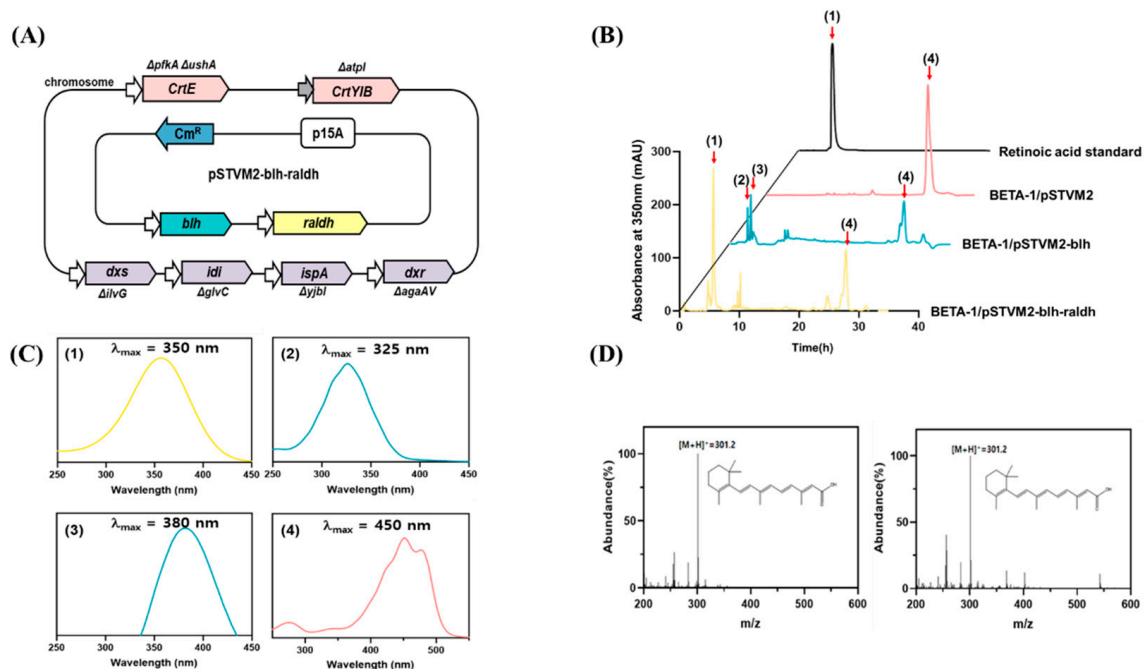 (A)
ΔpfkA ΔushA
ΔatpI
chromosome
CrtE
CrtYIB
Cmᴿ
p15A
pSTVM2-blh-raldh
blh
raldh
dxs
idi
ispA
dxr
ΔilvG
ΔglvC
ΔyjbI
ΔagaAV
(B)
(1)
(4)
300
(1)
Retinoic acid standard
200
(2)
(3)
(4)
BETA-1/pSTVM2
(4)
100
BETA-1/pSTVM2-blh
0
BETA-1/pSTVM2-blh-raldh
0
10
20
30
40
Time(h)
Absorbance at 350nm (mAU)
(C)
(1)
λmax = 350 nm
250
300
350
400
450
Wavelength (nm)
(2)
λmax = 325 nm
250
300
350
400
450
Wavelength (nm)
(3)
λmax = 380 nm
250
300
350
400
450
Wavelength (nm)
(4)
λmax = 450 nm
300
350
400
450
500
550
Wavelength (nm)
(D)
[M+H]⁺=301.2
100
50
0
200
300
400
500
600
Abundance(%)
m/z
OH
O
[M+H]⁺=301.2
100
50
0
200
300
400
500
600
Abundance(%)
m/z
OH
O